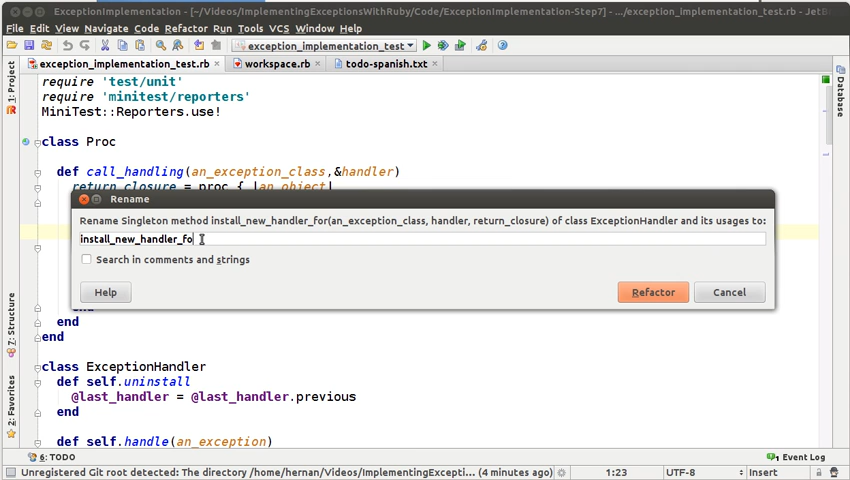 ExceptionImplementation - [~/Videos/ImplementingExceptionsWithRuby/Code/ExceptionImplementation-Step7] - .../exception_implementation_test.rb - JetB
File Edit View Navigate Code Refactor Run Tools VCS Window Help
exception_implementation_test
exception_implementation_test.rb workspace.rb todo-spanish.txt
1: Project
Database
7: Structure
2: Favorites
require 'test/unit'
require 'minitest/reporters'
MiniTest::Reporters.use!
class Proc
def call_handling(an_exception_class,&handler)
return_closure = proc { |an_object|
Rename
Rename Singleton method install_new_handler_for(an_exception_class, handler, return_closure) of class ExceptionHandler and its usages to:
install_new_handler_fo
Search in comments and strings
Help Refactor Cancel
end
end
end
class ExceptionHandler
def self.uninstall
@last_handler = @last_handler.previous
end
def self.handle(an_exception)
6: TODO Event Log
Unregistered Git root detected: The directory /home/hernan/Videos/ImplementingExcepti... (4 minutes ago) 1:23 UTF-8 Insert